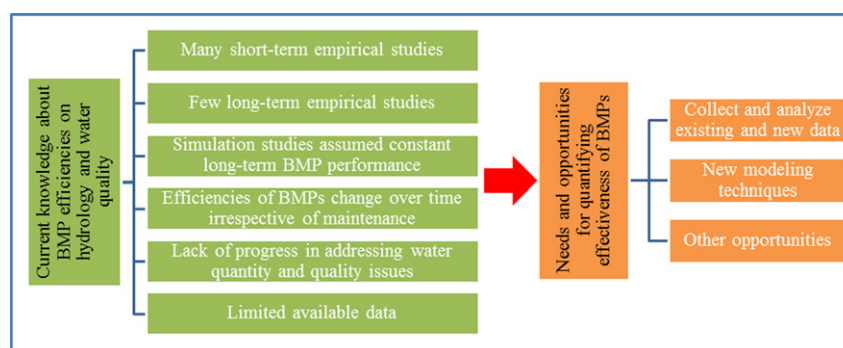 Current knowledge about
BMP efficiencies on
hydrology and water
quality
Many short-term empirical studies
Few long-term empirical studies
Simulation studies assumed constant
long-term BMP performance
Efficiencies of BMPs change over time
irrespective of maintenance
Lack of progress in addressing water
quantity and quality issues
Limited available data
Needs and opportunities
for quantifying
effectiveness of BMPs
Collect and analyze
existing and new data
New modeling
techniques
Other opportunities